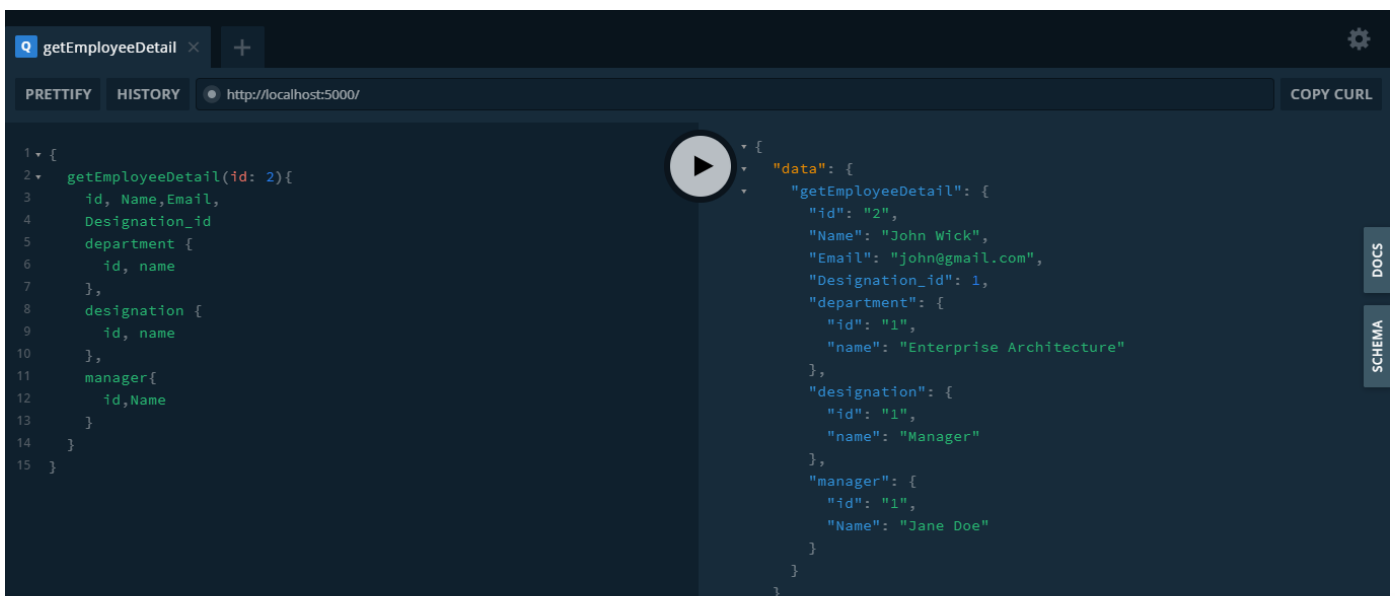 Q getEmployeeDetail × +
PRETTIFY HISTORY http://localhost:5000/ COPY CURL
1 {
2 getEmployeeDetail(id: 2){
3 id, Name,Email,
4 Designation_id
5 department {
6 id, name
7 },
8 designation {
9 id, name
10 },
11 manager{
12 id,Name
13 }
14 }
15 }
{
"data": {
"getEmployeeDetail": {
"id": "2",
"Name": "John Wick",
"Email": "john@gmail.com",
"Designation_id": 1,
"department": {
"id": "1",
"name": "Enterprise Architecture"
},
"designation": {
"id": "1",
"name": "Manager"
},
"manager": {
"id": "1",
"Name": "Jane Doe"
}
}
}
DOCS
SCHEMA